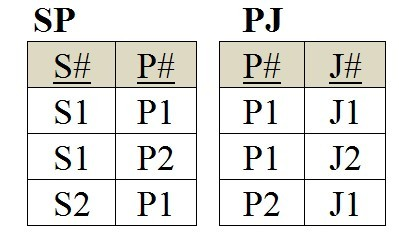 SP PJ
S# P# P# J#
S1 P1 P1 J1
S1 P2 P1 J2
S2 P1 P2 J1